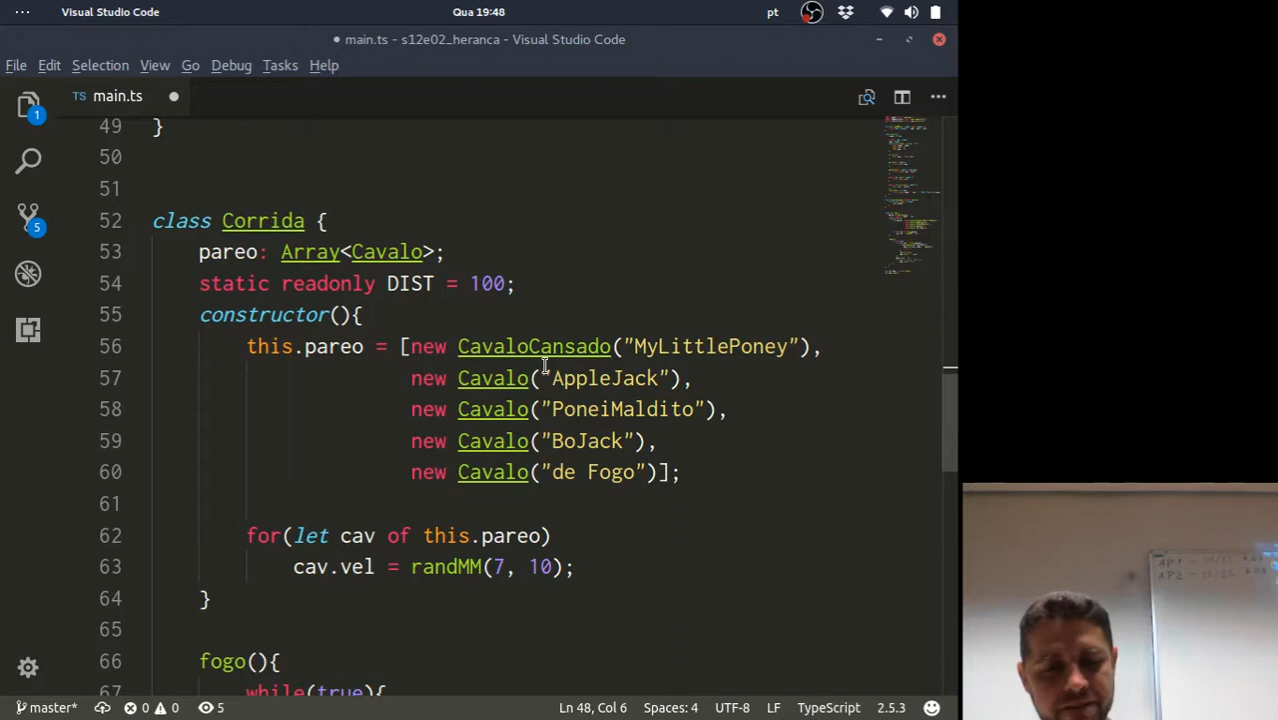 Visual Studio Code
Qua 19:48
pt
main.ts - s12e02_heranca - Visual Studio Code
File Edit Selection View Go Debug Tasks Help
TS main.ts
1
5
49 }
50
51
52 class Corrida {
53 pareo: Array<Cavalo>;
54 static readonly DIST = 100;
55 constructor(){
56 this.pareo = [new CavaloCansado("MyLittlePoney"),
57 new Cavalo("AppleJack"),
58 new Cavalo("PoneiMaldito"),
59 new Cavalo("BoJack"),
60 new Cavalo("de Fogo")];
61
62 for(let cav of this.pareo)
63 cav.vel = randMM(7, 10);
64 }
65
66 fogo(){
67 while(true){
master* 0 0 5 Ln 48, Col 6 Spaces: 4 UTF-8 LF TypeScript 2.5.3
AP1
AP2